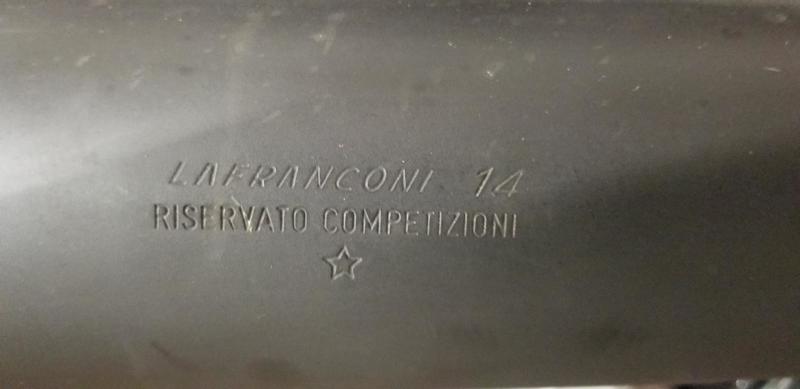 LAFRANCONI 14
RISERVATO COMPETIZIONI